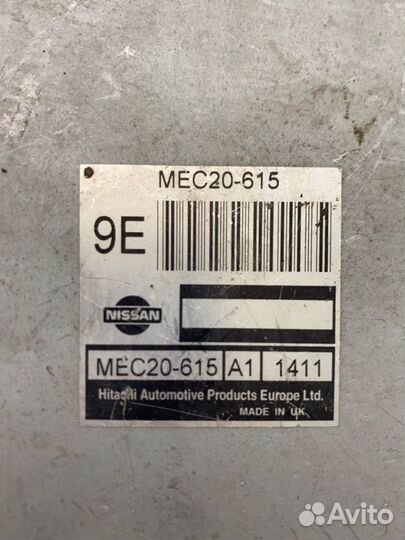 MEC20-615
9E
NISSAN
MEC20-615 A1 1411
Hitachi Automotive Products Europe Ltd.
MADE IN UK
Avito